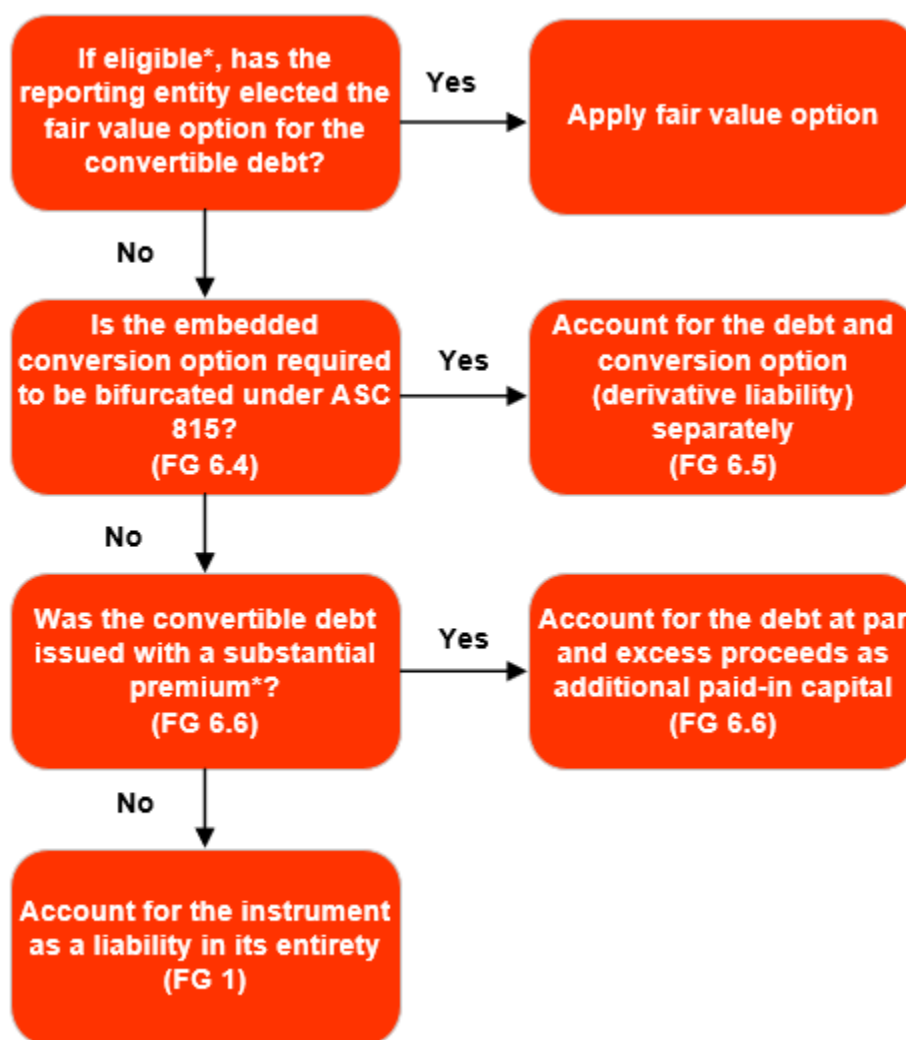 If eligible*, has the
reporting entity elected the
fair value option for the
convertible debt?
Yes
Apply fair value option
No
Is the embedded
conversion option required
to be bifurcated under ASC
815?
(FG 6.4)
Yes
Account for the debt and
conversion option
(derivative liability)
separately
(FG 6.5)
No
Was the convertible debt
issued with a substantial
premium*?
(FG 6.6)
Yes
Account for the debt at par
and excess proceeds as
additional paid-in capital
(FG 6.6)
No
Account for the instrument
as a liability in its entirety
(FG 1)